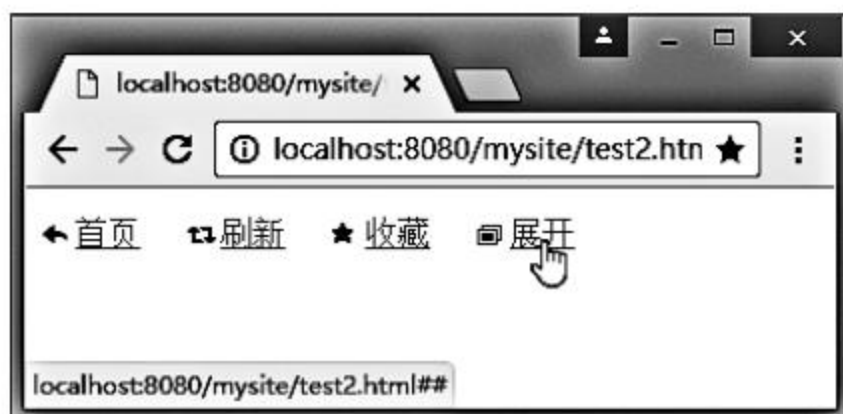 localhost:8080/mysite/
localhost:8080/mysite/test2.htn
首页 刷新 收藏 展开
localhost:8080/mysite/test2.html##